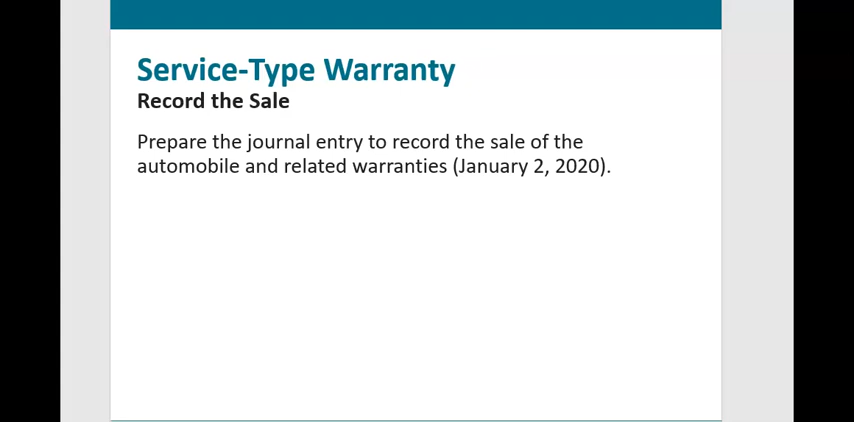 Service-Type Warranty
Record the Sale
Prepare the journal entry to record the sale of the
automobile and related warranties (January 2, 2020).